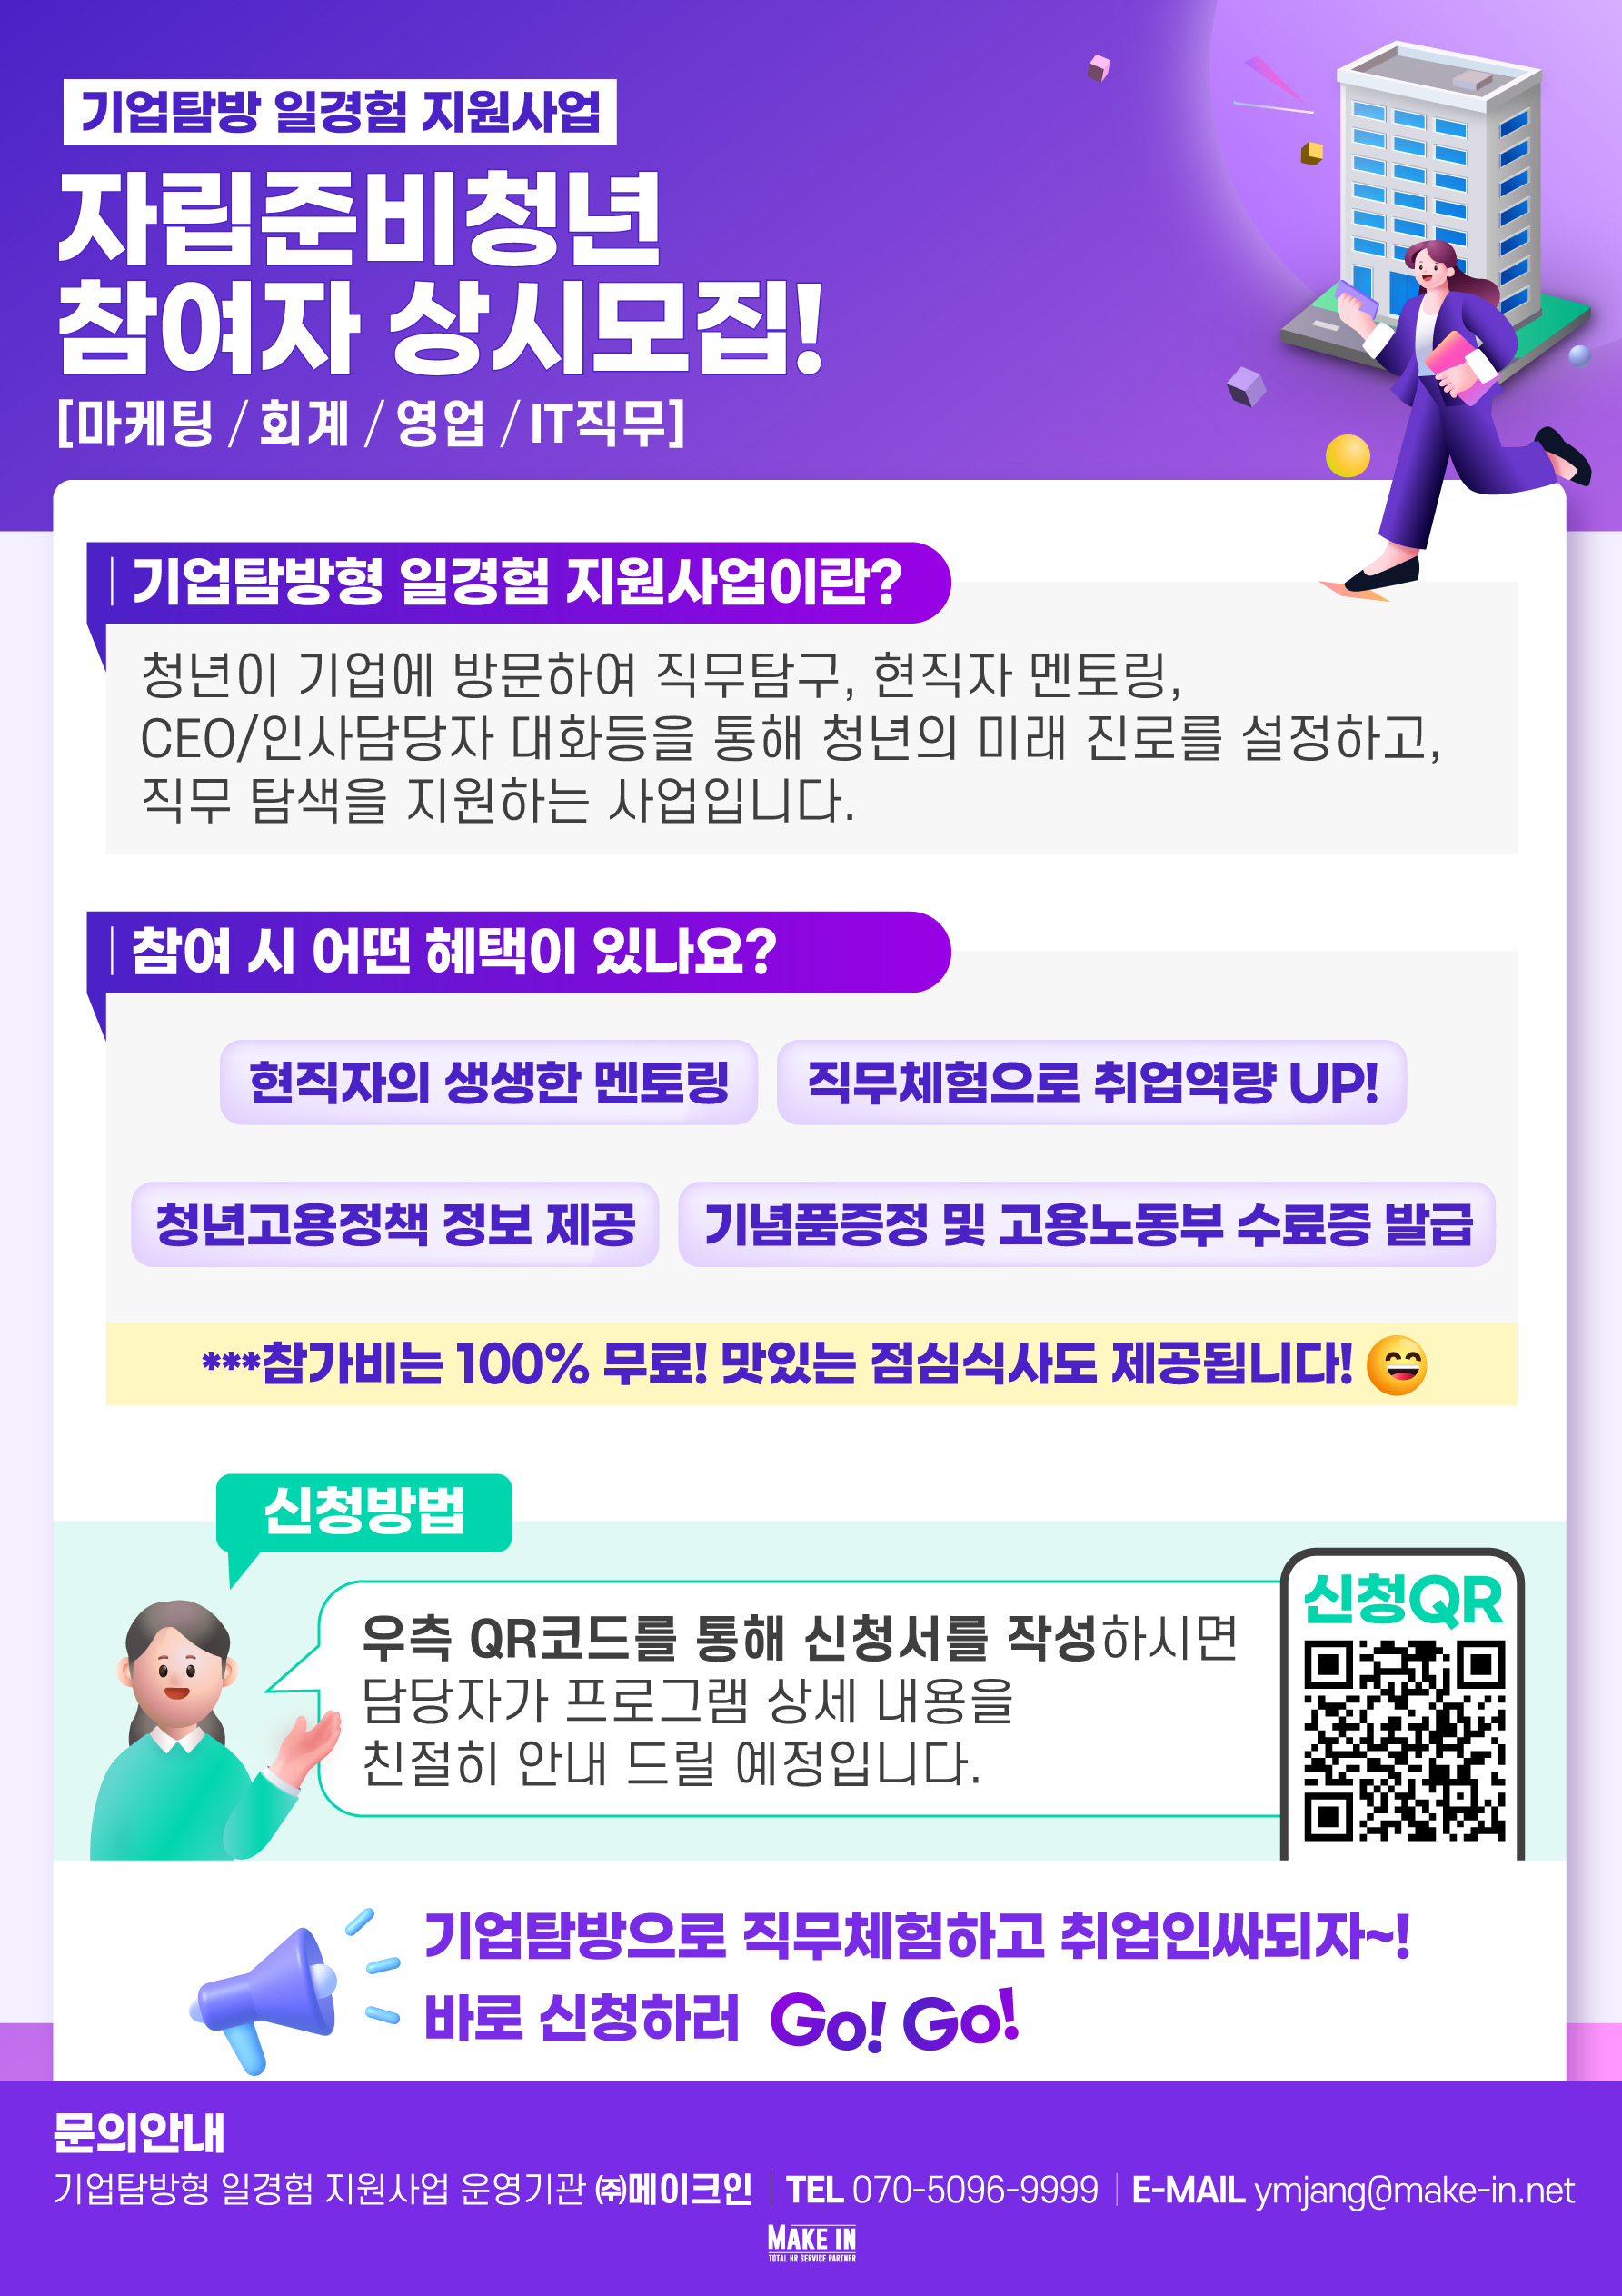 기업탐방 일경험 지원사업
자립준비청년
참여자 상시모집!
[마케팅 / 회계 / 영업 / IT직무]
기업탐방형 일경험 지원사업이란?
청년이 기업에 방문하여 직무탐구, 현직자 멘토링,
CEO/인사담당자 대화등을 통해 청년의 미래 진로를 설정하고,
직무 탐색을 지원하는 사업입니다.
참여 시 어떤 혜택이 있나요?
현직자의 생생한 멘토링
직무체험으로 취업역량 UP!
청년고용정책 정보 제공
기념품증정 및 고용노동부 수료증 발급
***참가비는 100% 무료! 맛있는 점심식사도 제공됩니다! 😄
신청방법
우측 QR코드를 통해 신청서를 작성하시면
담당자가 프로그램 상세 내용을
친절히 안내 드릴 예정입니다.
신청QR
기업탐방으로 직무체험하고 취업인싸되자~!
바로 신청하러 Go! Go!
문의안내
기업탐방형 일경험 지원사업 운영기관 ㈜메이크인 | TEL 070-5096-9999 | E-MAIL ymjang@make-in.net
MAKE IN
TOTAL HR SERVICE PARTNER